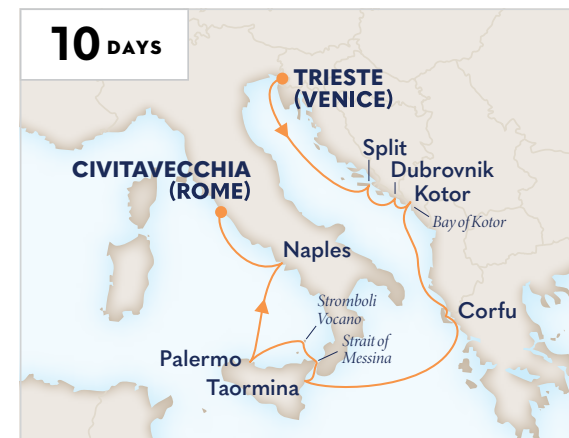 10 DAYS
TRIESTE
(VENICE)
Split
Dubrovnik
CIVITAVECCHIA
(ROME)
Kotor
Bay of Kotor
Naples
Stromboli
Vocano
Corfu
Strait of
Messina
Palermo
Taormina